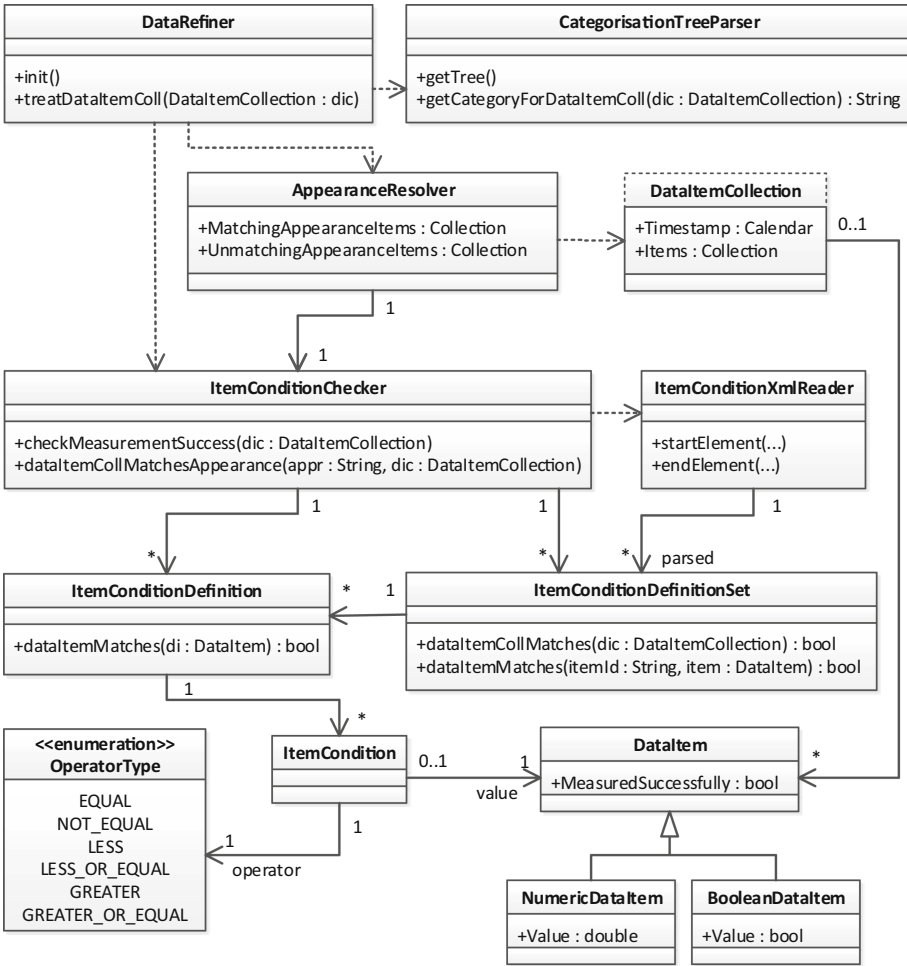 DataRefiner
+init()
+treatDataItemColl(DataItemCollection : dic)
CategorisationTreeParser
+getTree()
+getCategoryForDataItemColl(dic : DataItemCollection) : String
AppearanceResolver
+MatchingAppearanceItems : Collection
+UnmatchingAppearanceItems : Collection
DataItemCollection
+Timestamp : Calendar
+Items : Collection
0..1
1
1
ItemConditionChecker
+checkMeasurementSuccess(dic : DataItemCollection)
+dataItemCollMatchesAppearance(appr : String, dic : DataItemCollection)
ItemConditionXmlReader
+startElement(...)
+endElement(...)
1
1
1
*
*
*
parsed
ItemConditionDefinition
+dataItemMatches(di : DataItem) : bool
*
1
ItemConditionDefinitionSet
+dataItemCollMatches(dic : DataItemCollection) : bool
+dataItemMatches(itemId : String, item : DataItem) : bool
1
*
<<enumeration>>
OperatorType
EQUAL
NOT_EQUAL
LESS
LESS_OR_EQUAL
GREATER
GREATER_OR_EQUAL
ItemCondition
0..1
1
value
1
1
operator
DataItem
+MeasuredSuccessfully : bool
*
NumericDataItem
+Value : double
BooleanDataItem
+Value : bool